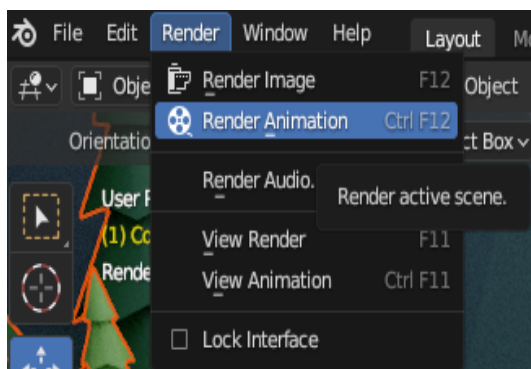 File Edit Render Window Help Layout Mo
Obje Render Image F12 Object
Orientatio Render Animation Ctrl F12 ct Box
Render Audio.
User P Render active scene.
(1) Co View Render F11
Rende View Animation Ctrl F11
Lock Interface